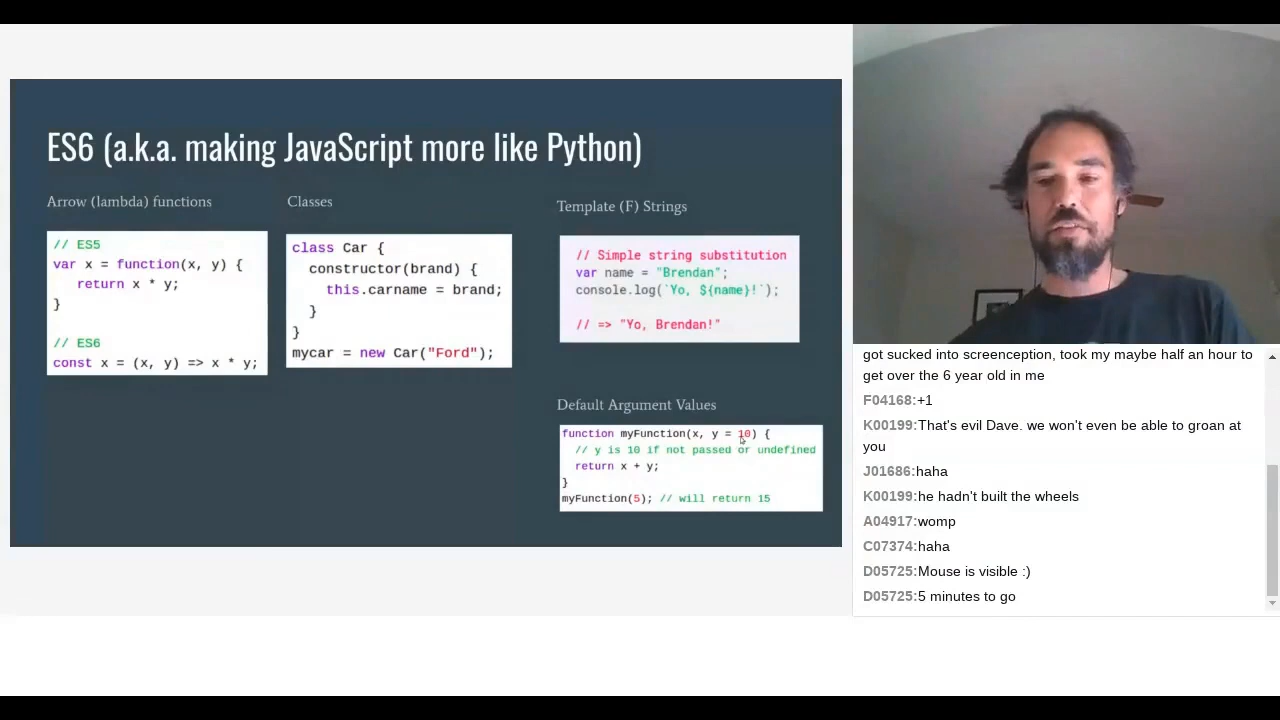 ES6 (a.k.a. making JavaScript more like Python)
Arrow (lambda) functions
// ES5
var x = function(x, y) {
return x * y;
}
// ES6
const x = (x, y) => x * y;
Classes
class Car {
constructor(brand) {
this.carname = brand;
}
}
mycar = new Car("Ford");
Template (F) Strings
// Simple string substitution
var name = "Brendan";
console.log(`Yo, ${name}!`);
// => "Yo, Brendan!"
Default Argument Values
function myFunction(x, y = 10) {
// y is 10 if not passed or undefined
return x + y;
}
myFunction(5); // will return 15
got sucked into screenception, took my maybe half an hour to
get over the 6 year old in me
F04168:+1
K00199:That's evil Dave. we won't even be able to groan at
you
J01686:haha
K00199:he hadn't built the wheels
A04917:womp
C07374:haha
D05725:Mouse is visible :)
D05725:5 minutes to go